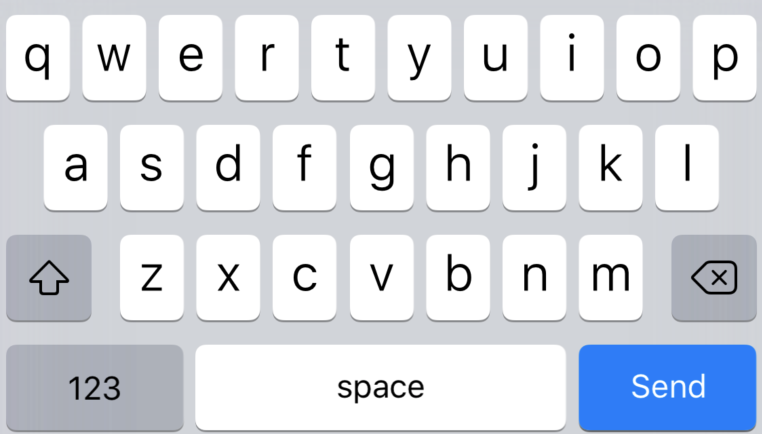 q w e r t y u i o p
a s d f g h j k l
z x c v b n m
123 space Send